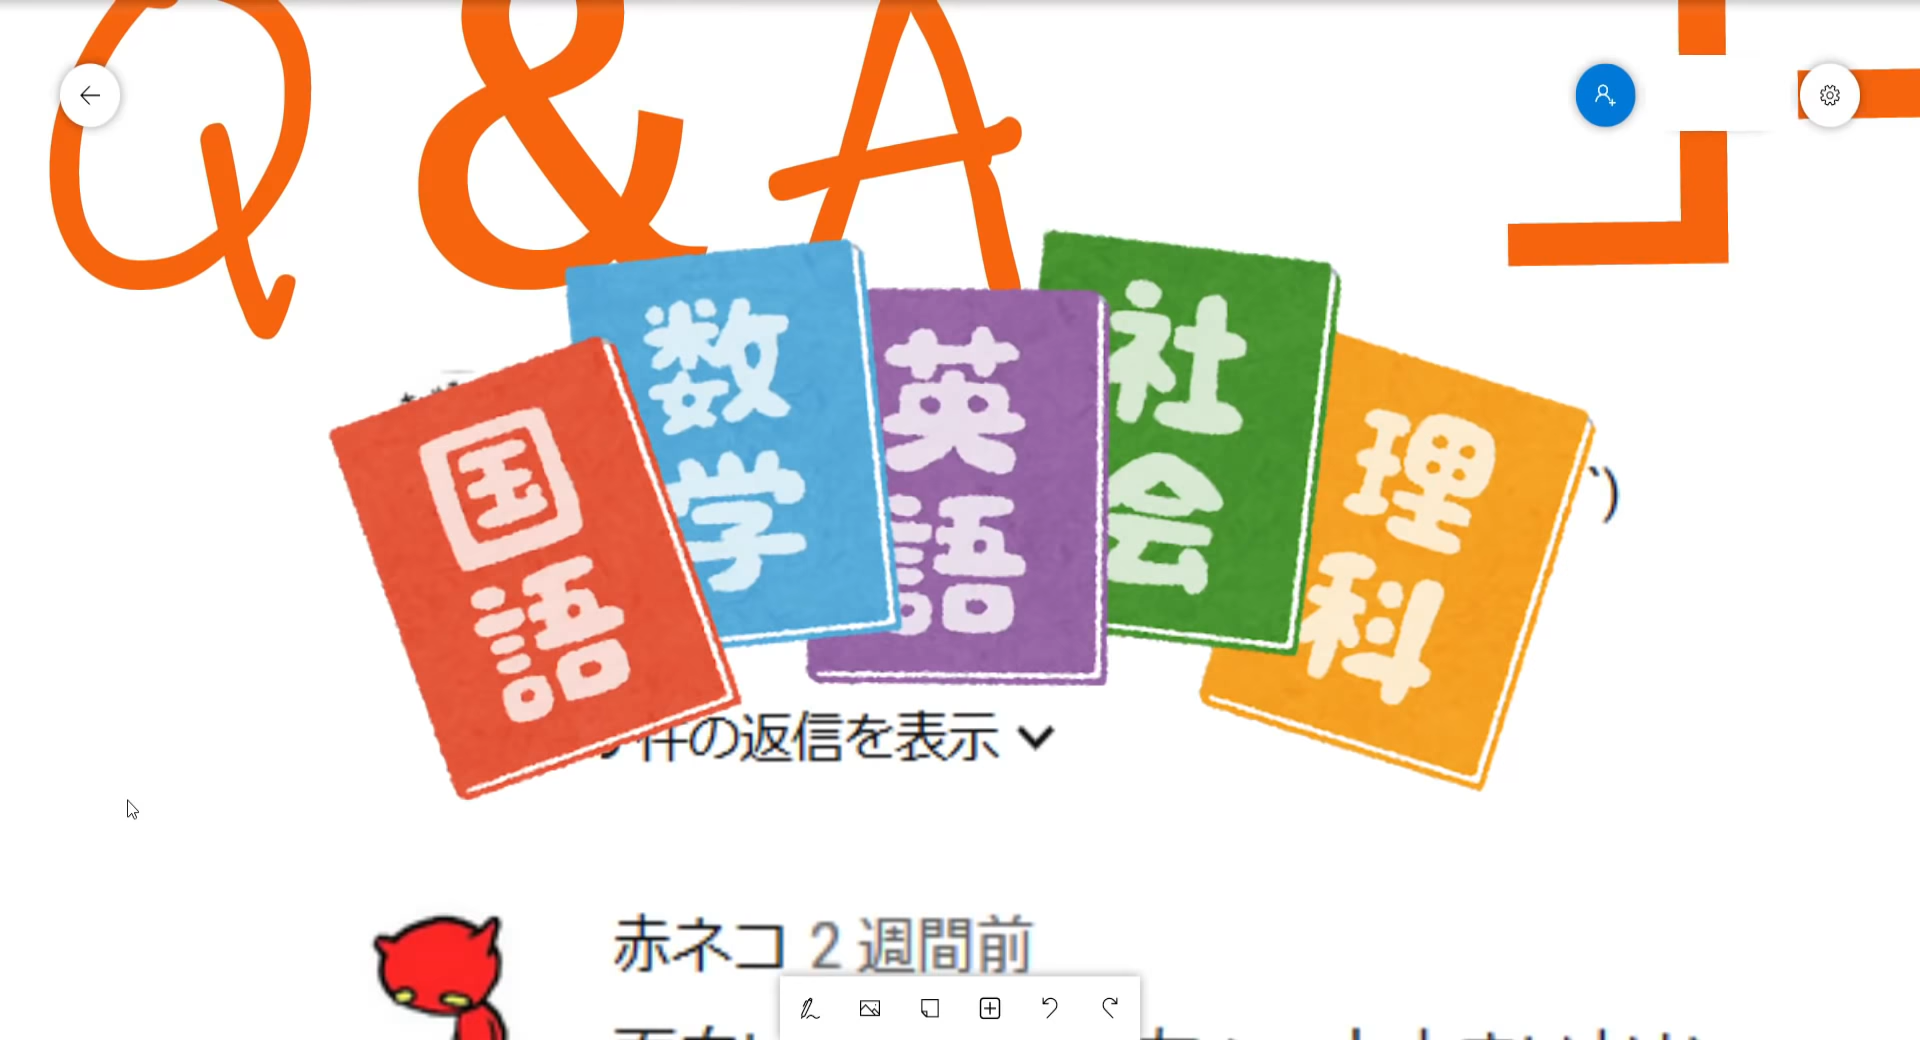 Q & A
国語
数学
英語
社会
理科
件の返信を表示
赤ネコ 2 週間前